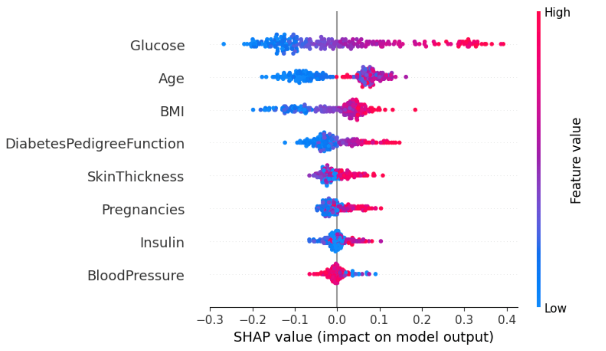 High
Glucose
Age
BMI
DiabetesPedigreeFunction
SkinThickness
Pregnancies
Insulin
BloodPressure
Feature value
Low
−0.3 −0.2 −0.1 0.0 0.1 0.2 0.3 0.4
SHAP value (impact on model output)